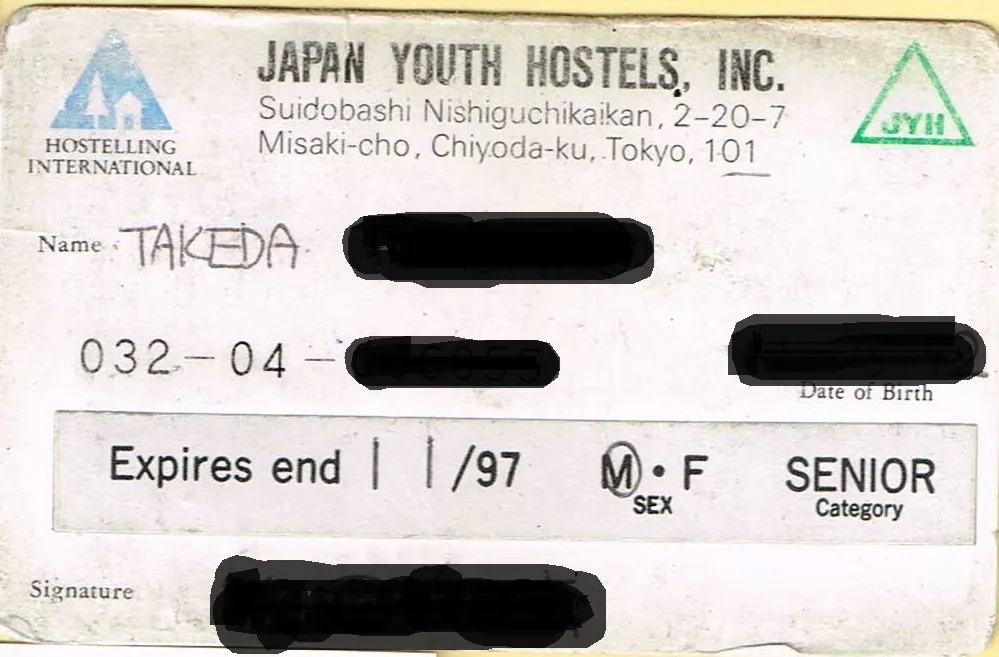 JAPAN YOUTH HOSTELS, INC.
Suidobashi Nishiguchikaikan, 2-20-7
Misaki-cho, Chiyoda-ku, Tokyo, 101
HOSTELLING
INTERNATIONAL
JYH
Name TAKEDA
032-04-
Date of Birth
Expires end 11/97 M・F SENIOR
SEX Category
Signature